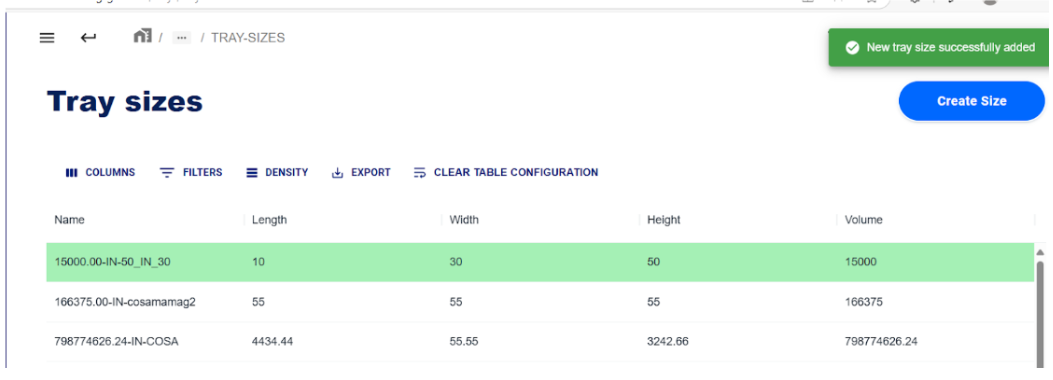 / ... / TRAY-SIZES
New tray size successfully added
Tray sizes
Create Size
COLUMNS FILTERS DENSITY EXPORT CLEAR TABLE CONFIGURATION
Name Length Width Height Volume
15000.00-IN-50_IN_30 10 30 50 15000
166375.00-IN-cosamamag2 55 55 55 166375
798774626.24-IN-COSA 4434.44 55.55 3242.66 798774626.24